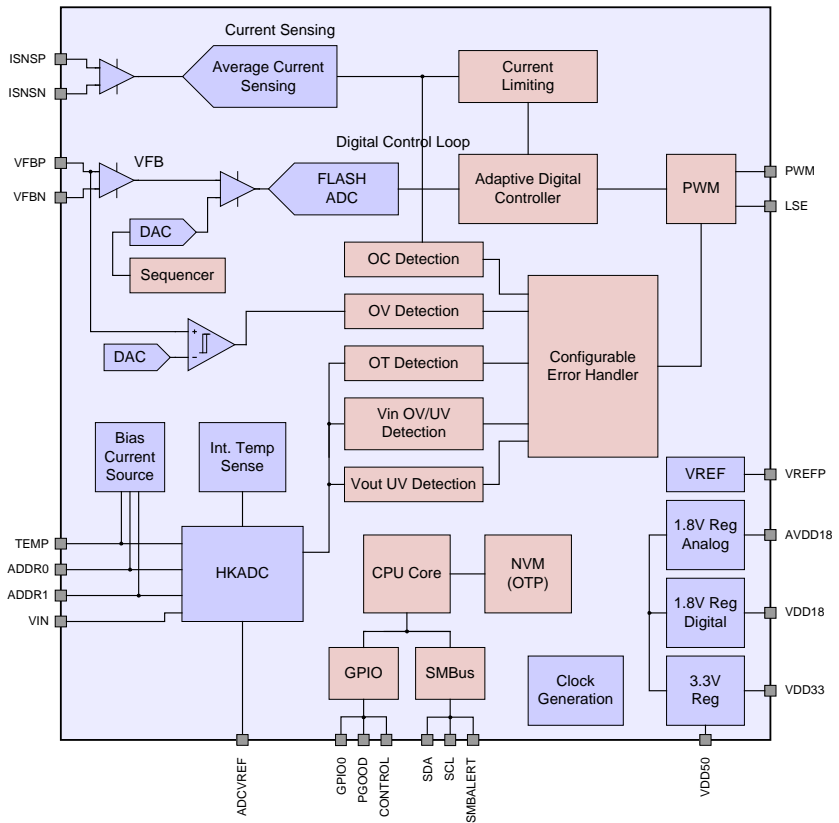 Current Sensing
ISNSP
ISNSN
Average Current
Sensing
Current
Limiting
Digital Control Loop
VFBP
VFBN
VFB
FLASH
ADC
Adaptive Digital
Controller
PWM
PWM
LSE
DAC
Sequencer
OC Detection
+
−
DAC
OV Detection
OT Detection
Configurable
Error Handler
Vin OV/UV
Detection
Vout UV Detection
Bias
Current
Source
Int. Temp
Sense
VREF
VREFP
TEMP
ADDR0
ADDR1
VIN
HKADC
CPU Core
NVM
(OTP)
1.8V Reg
Analog
AVDD18
1.8V Reg
Digital
VDD18
GPIO
SMBus
Clock
Generation
3.3V
Reg
VDD33
ADCVREF
GPIO0
PGOOD
CONTROL
SDA
SCL
SMBALERT
VDD50